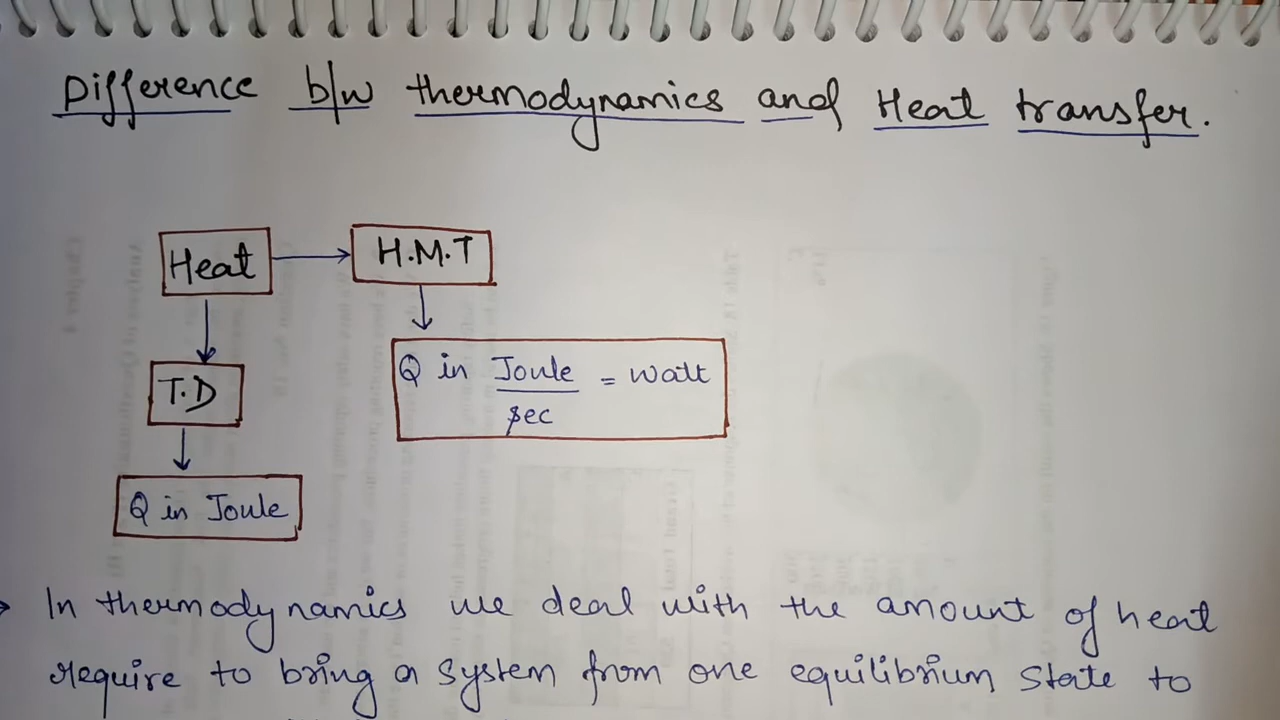 Difference b/w thermodynamics and Heat transfer.
Heat
H.M.T
T.D
Q in Joule/sec = watt
Q in Joule
In thermodynamics we deal with the amount of heat
require to bring a system from one equilibrium state to